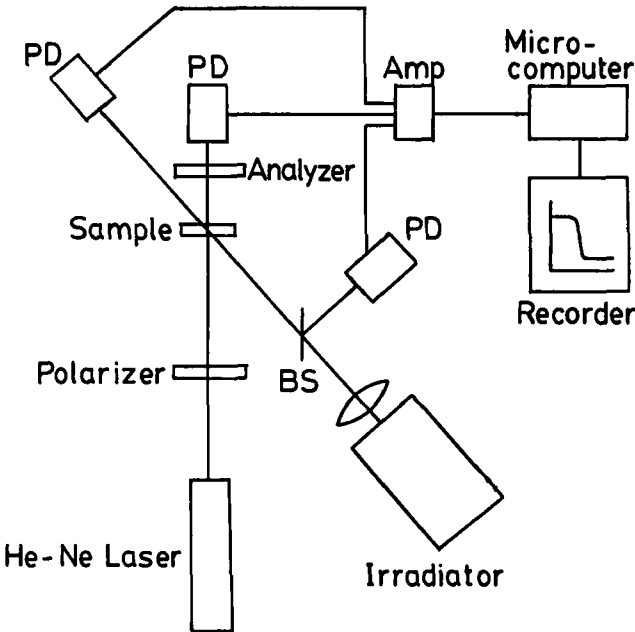 PD
PD
Amp
Micro-
computer
Analyzer
Sample
PD
Recorder
Polarizer
BS
He-Ne Laser
Irradiator